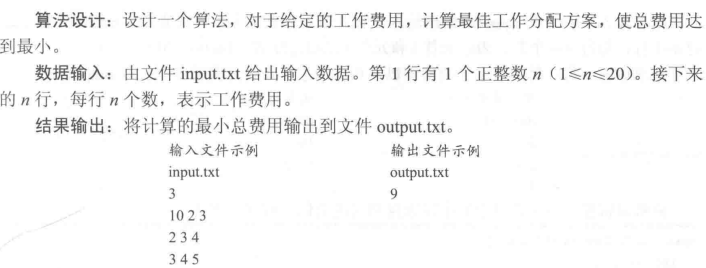 算法设计：设计一个算法，对于给定的工作费用，计算最佳工作分配方案，使总费用达
到最小。
数据输入：由文件 input.txt 给出输入数据。第 1 行有 1 个正整数 n（1≤n≤20）。接下来
的 n 行，每行 n 个数，表示工作费用。
结果输出：将计算的最小总费用输出到文件 output.txt。
输入文件示例 输出文件示例
input.txt output.txt
3 9
10 2 3
2 3 4
3 4 5